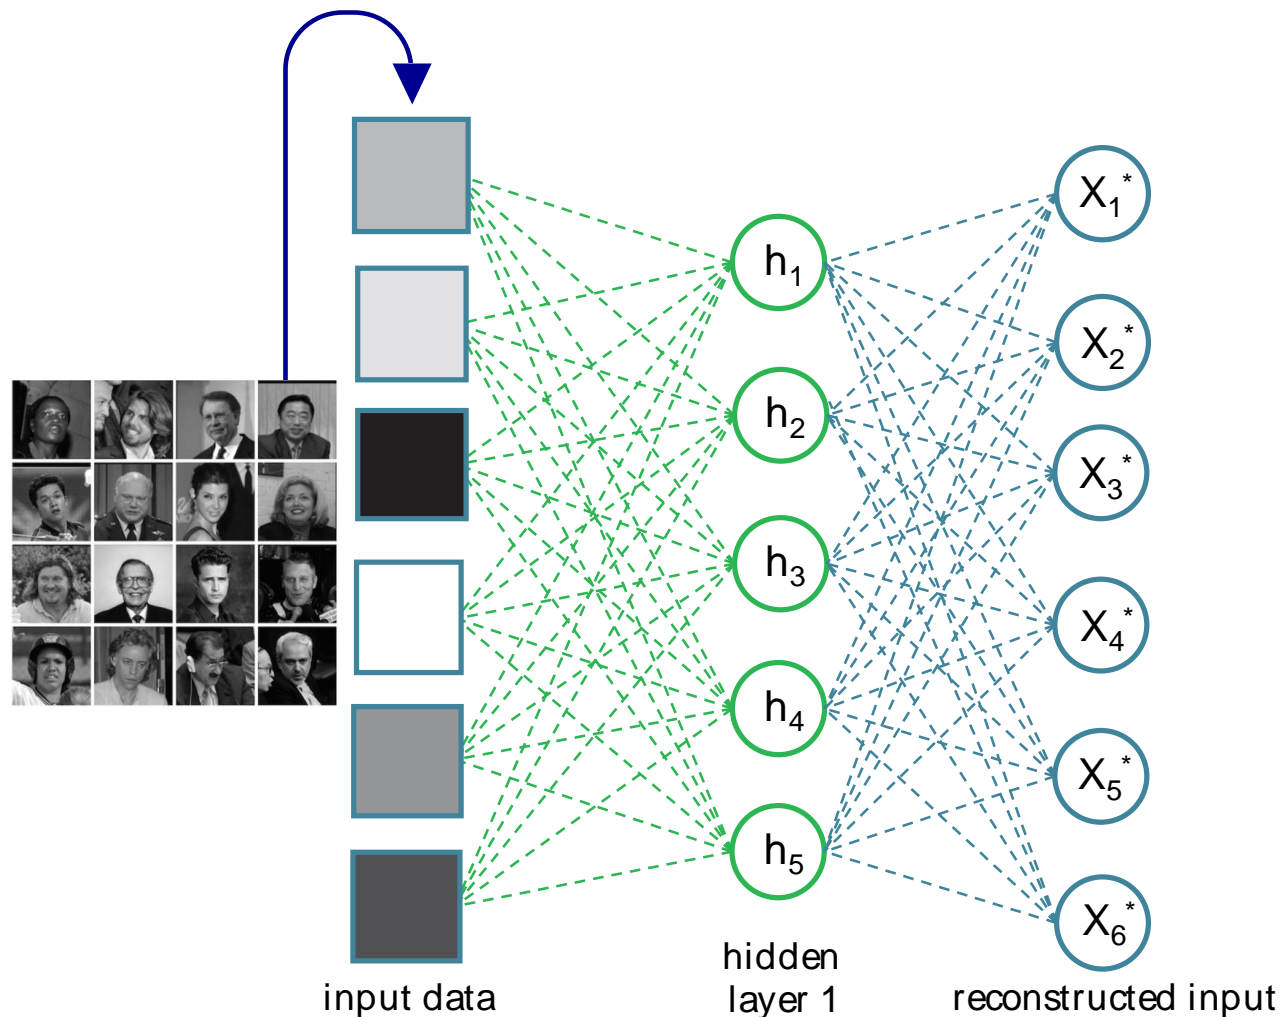 h₁
h₂
h₃
h₄
h₅
X₁*
X₂*
X₃*
X₄*
X₅*
X₆*
input data
hidden
layer 1
reconstructed input